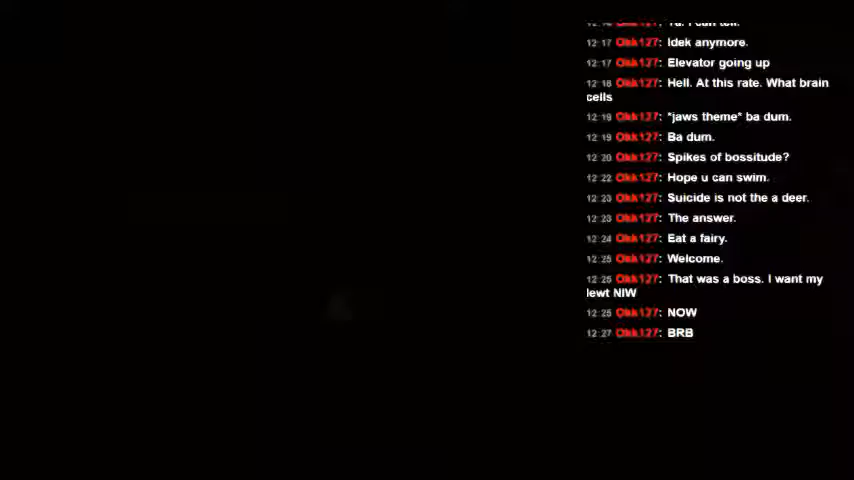 12:17 Okk127: Idek anymore.
12:17 Okk127: Elevator going up
12:18 Okk127: Hell. At this rate. What brain
cells
12:19 Okk127: *jaws theme* ba dum.
12:19 Okk127: Ba dum.
12:20 Okk127: Spikes of bossitude?
12:22 Okk127: Hope u can swim.
12:23 Okk127: Suicide is not the a deer.
12:23 Okk127: The answer.
12:24 Okk127: Eat a fairy.
12:25 Okk127: Welcome.
12:25 Okk127: That was a boss. I want my
lewt NIW
12:25 Okk127: NOW
12:27 Okk127: BRB